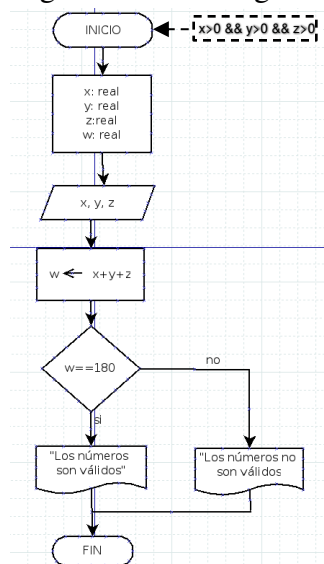 INICIO
x>0 && y>0 && z>0
x: real
y: real
z:real
w: real
x, y, z
w ← x+y+z
w==180
no
si
"Los números
son válidos"
"Los números no
son válidos
FIN